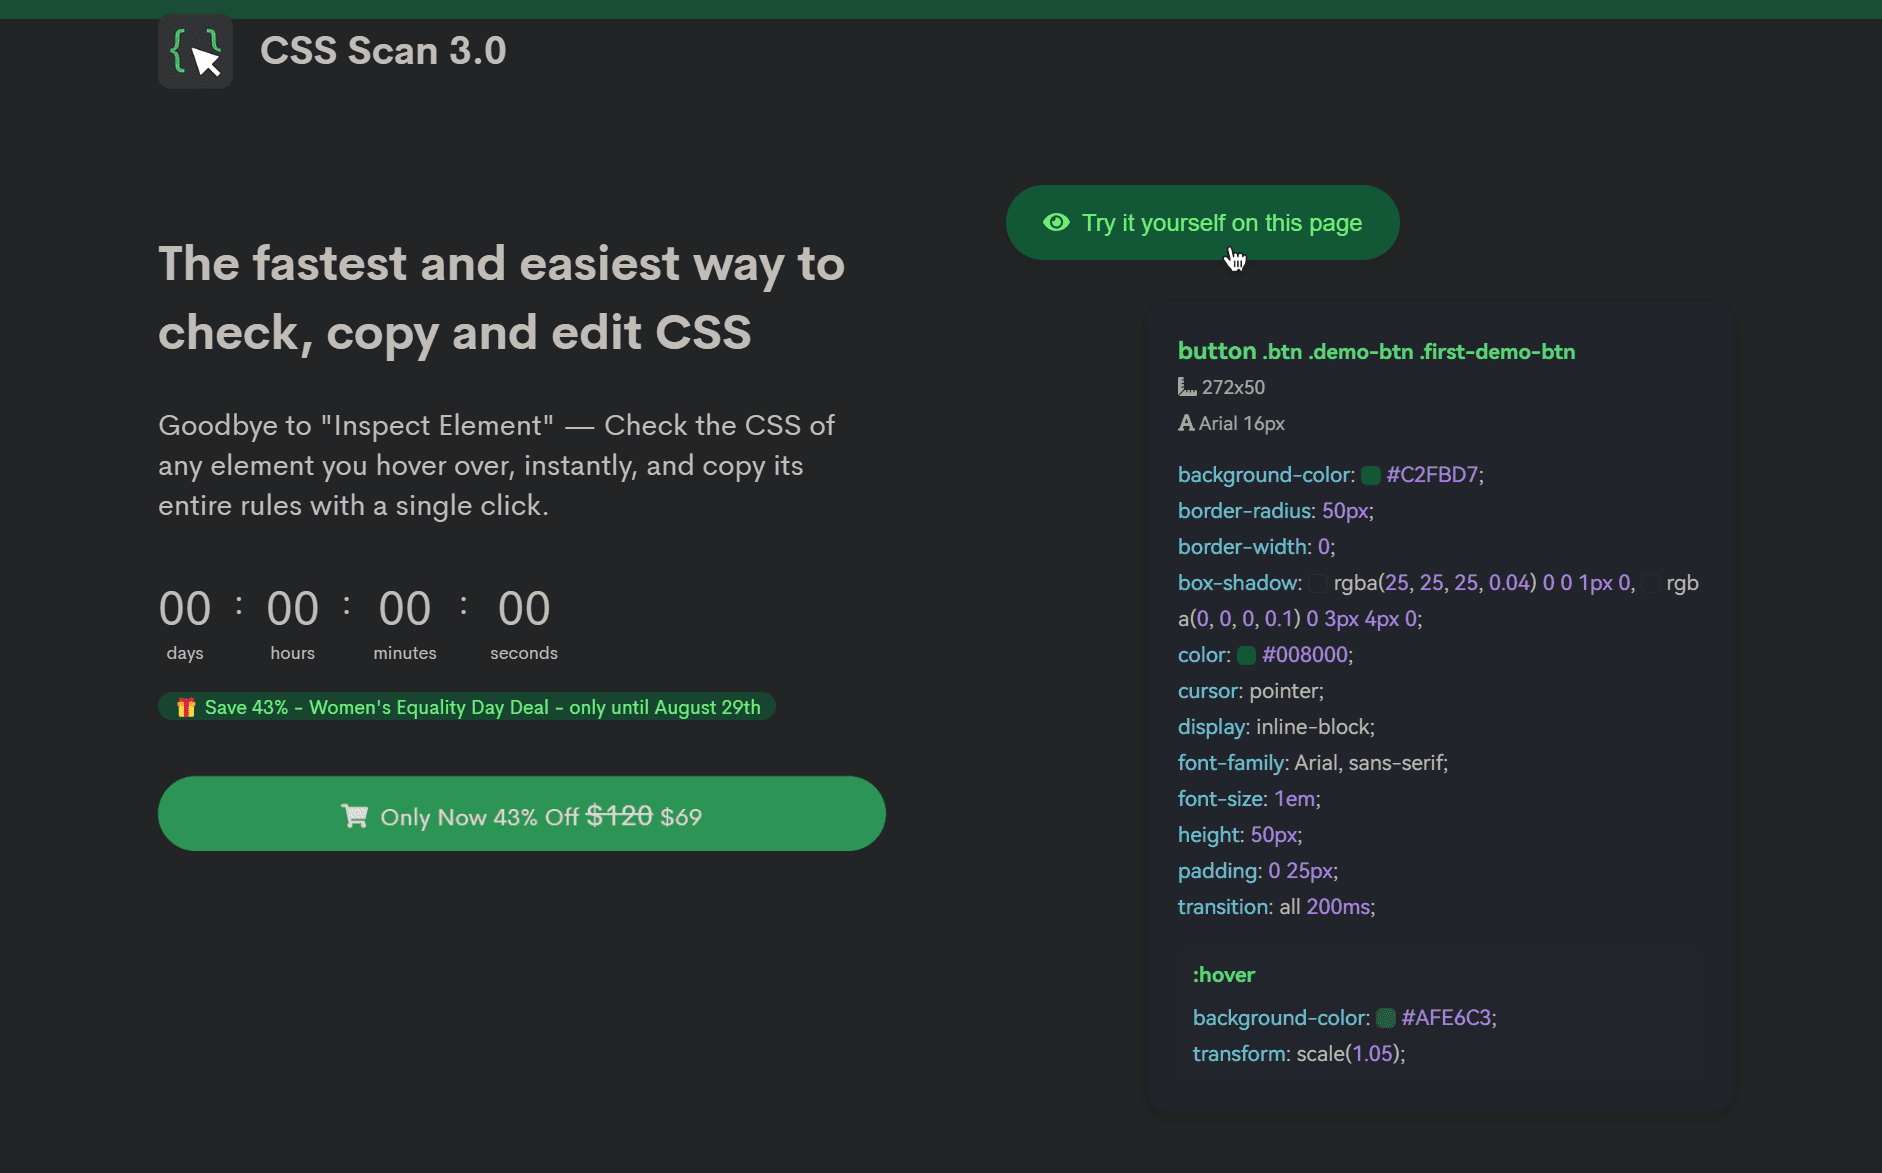 CSS Scan 3.0
The fastest and easiest way to
check, copy and edit CSS
Goodbye to "Inspect Element" — Check the CSS of
any element you hover over, instantly, and copy its
entire rules with a single click.
00 : 00 : 00 : 00
days hours minutes seconds
🎁 Save 43% - Women's Equality Day Deal - only until August 29th
Only Now 43% Off $120 $69
Try it yourself on this page
button .btn .demo-btn .first-demo-btn
272x50
Arial 16px
background-color: #C2FBD7;
border-radius: 50px;
border-width: 0;
box-shadow: rgba(25, 25, 25, 0.04) 0 0 1px 0, rgb
a(0, 0, 0, 0.1) 0 3px 4px 0;
color: #008000;
cursor: pointer;
display: inline-block;
font-family: Arial, sans-serif;
font-size: 1em;
height: 50px;
padding: 0 25px;
transition: all 200ms;
:hover
background-color: #AFE6C3;
transform: scale(1.05);